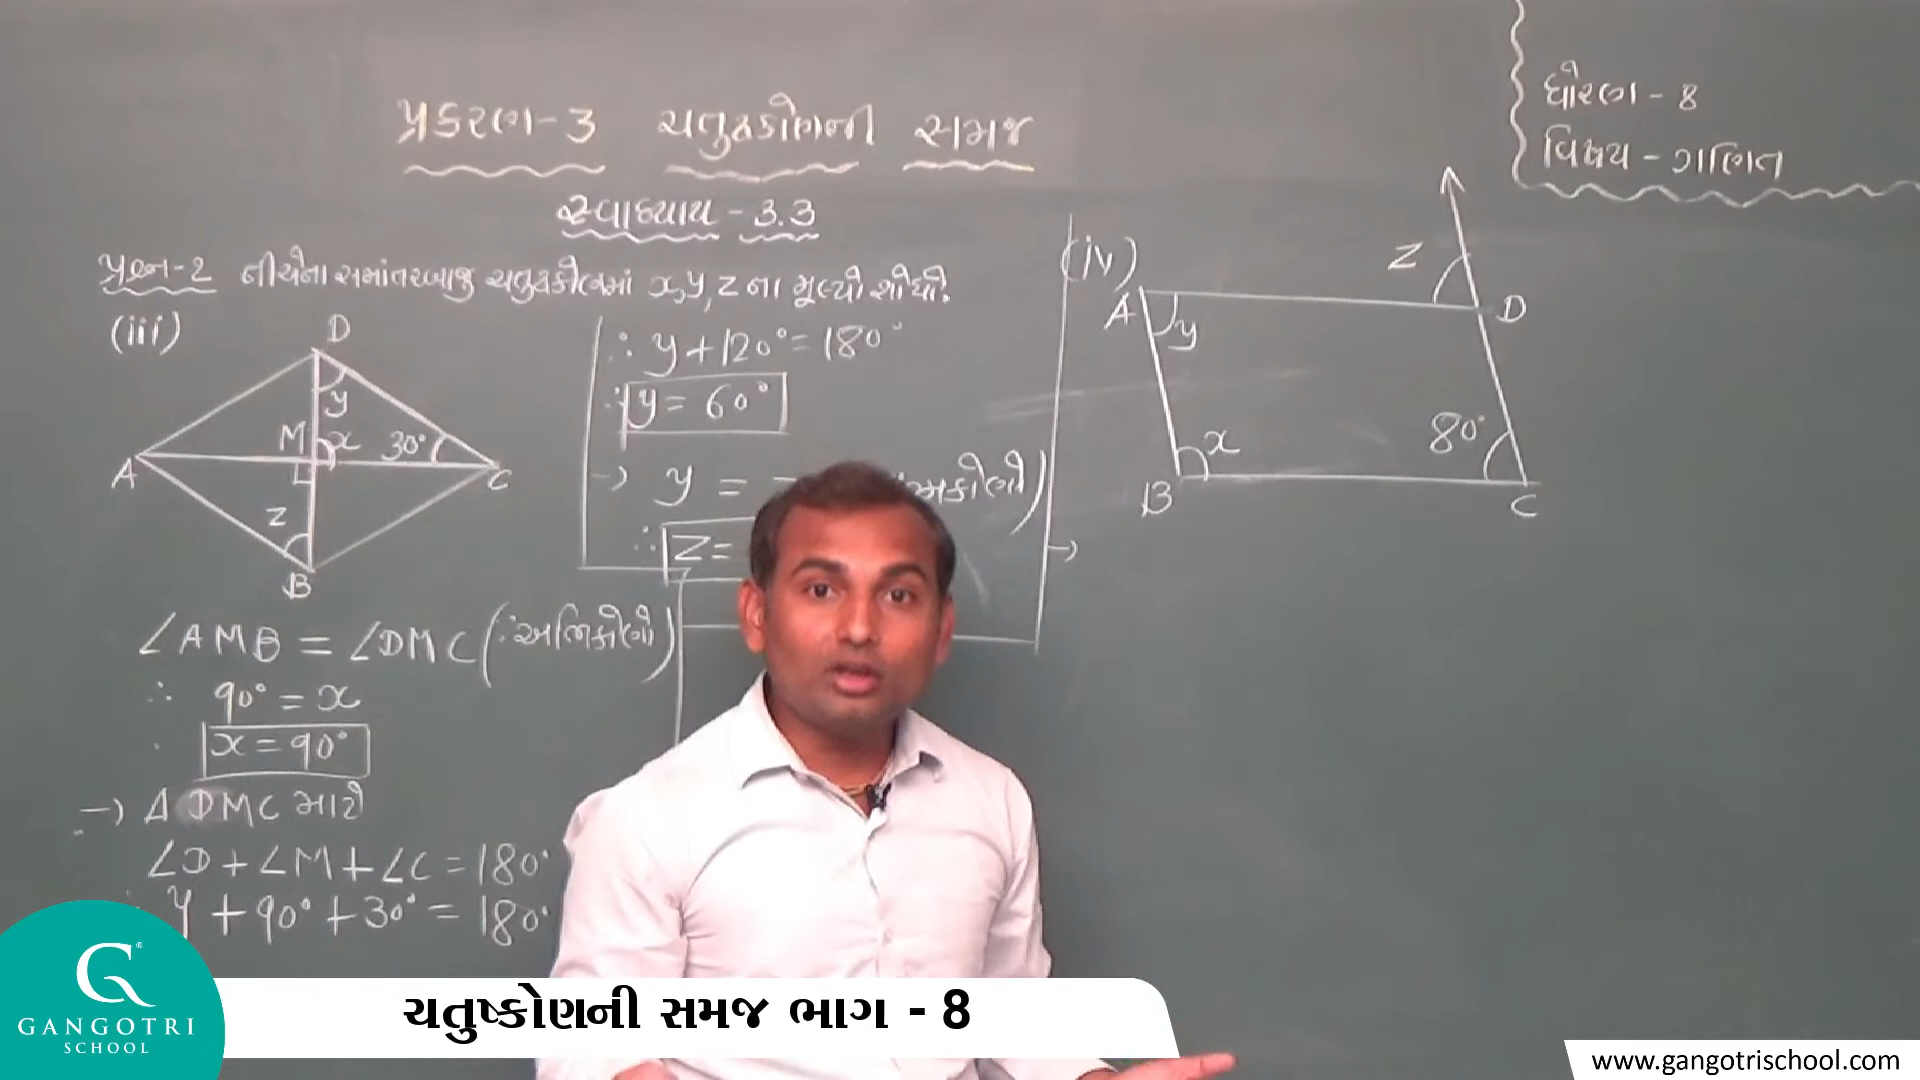 પ્રકરણ-3 ચતુષ્કોણની સમજ
ધોરણ - 8
વિષય - ગણિત
સ્વાધ્યાય - 3.3
પ્રશ્ન-2 નીચેના સમાંતરબાજુ ચતુષ્કોણમાં x, y, z ના મૂલ્યો શોધો.
(iii)
D
y
M x 30°
A C
z
B
∠AMB = ∠DMC (∵અભિકોણો)
∴ 90° = x
x = 90°
→) Δ DMC માટે
∠D + ∠M + ∠C = 180°
y + 90° + 30° = 180°
∴ y + 120° = 180°
∴ y = 60°
→) y =
∴ z =
(iv)
z
A D
y
x 80°
B C
GANGOTRI
SCHOOL
ચતુષ્કોણની સમજ ભાગ - 8
www.gangotrischool.com